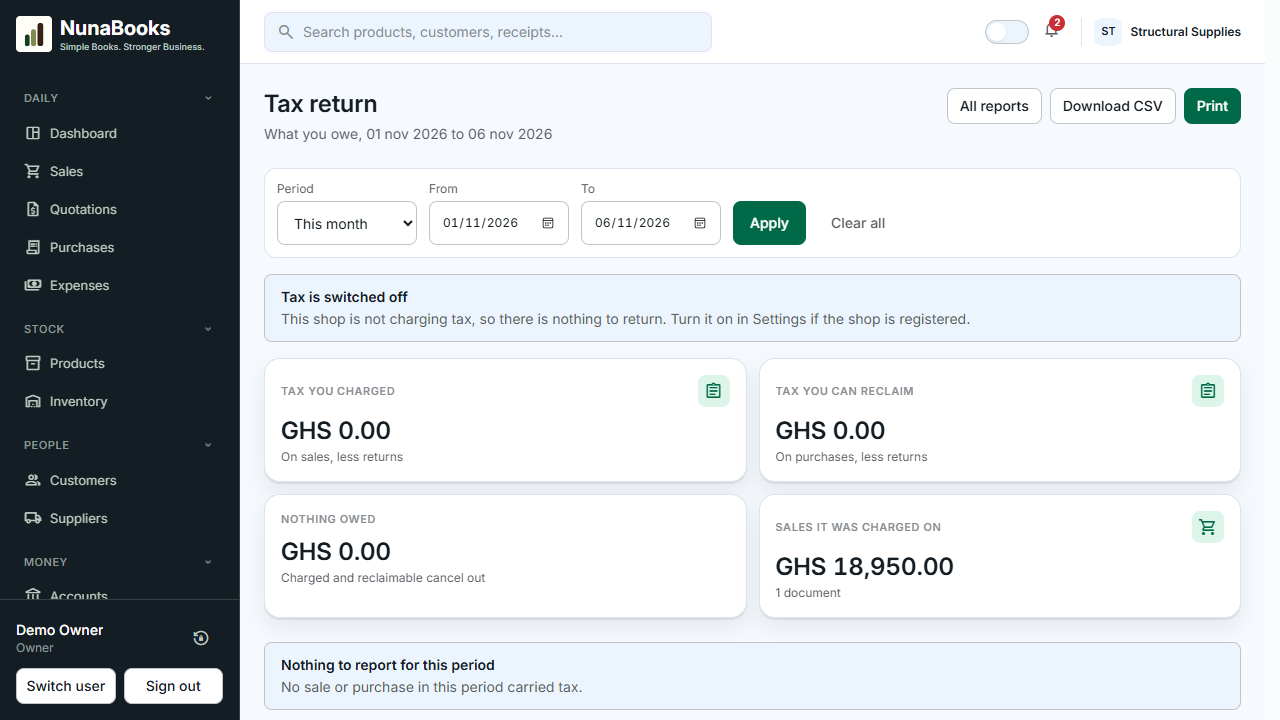 NunaBooks
Simple Books. Stronger Business.
DAILY
Dashboard
Sales
Quotations
Purchases
Expenses
STOCK
Products
Inventory
PEOPLE
Customers
Suppliers
MONEY
Accounts
Demo Owner
Owner
Switch user
Sign out
Search products, customers, receipts...
2
ST
Structural Supplies
Tax return
What you owe, 01 nov 2026 to 06 nov 2026
All reports
Download CSV
Print
Period
From
To
This month
01/11/2026
06/11/2026
Apply
Clear all
Tax is switched off
This shop is not charging tax, so there is nothing to return. Turn it on in Settings if the shop is registered.
TAX YOU CHARGED
GHS 0.00
On sales, less returns
TAX YOU CAN RECLAIM
GHS 0.00
On purchases, less returns
NOTHING OWED
GHS 0.00
Charged and reclaimable cancel out
SALES IT WAS CHARGED ON
GHS 18,950.00
1 document
Nothing to report for this period
No sale or purchase in this period carried tax.